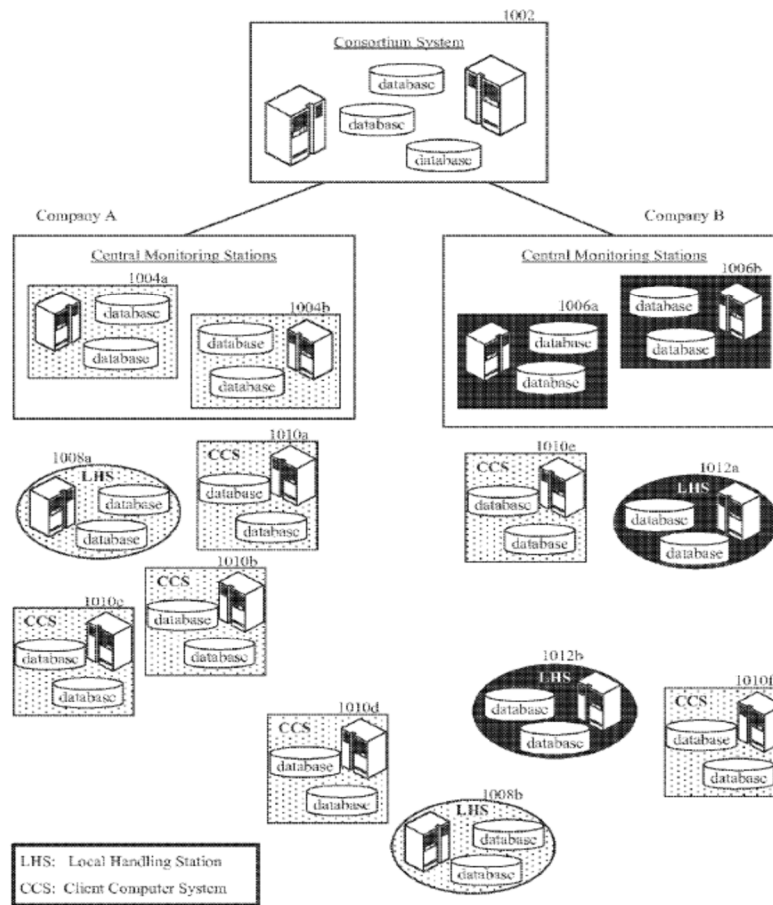 1002
Consortium System
database
database
database
Company A
Company B
Central Monitoring Stations
1004a
database
database
1004b
database
database
Central Monitoring Stations
1006b
database
database
1006a
database
database
1008a
LHS
database
database
1010a
CCS
database
database
1010e
CCS
database
database
1012a
LHS
database
database
1010b
CCS
database
database
1010c
CCS
database
database
1012b
LHS
database
database
1010f
CCS
database
database
1010d
CCS
database
database
1008b
LHS
database
database
LHS: Local Handling Station
CCS: Client Computer System